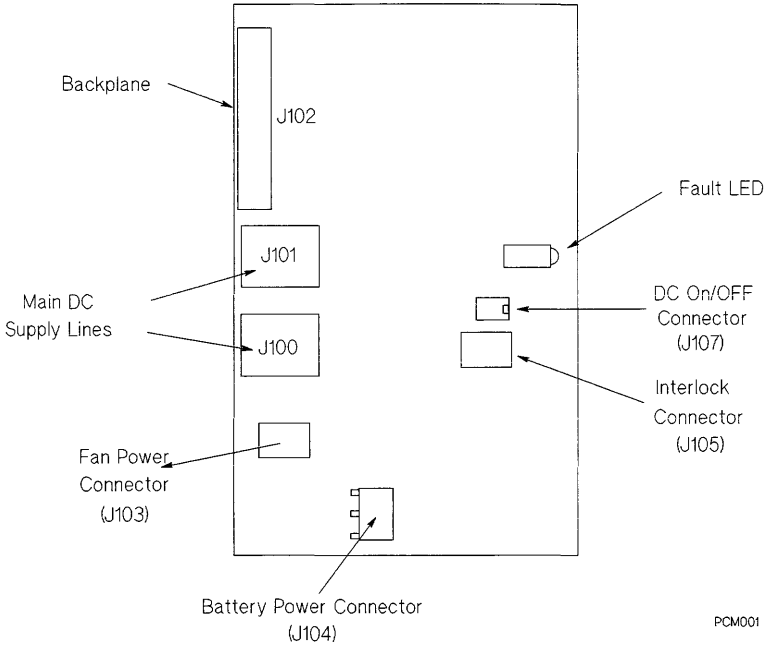 Backplane
J102
Fault LED
J101
Main DC
Supply Lines
DC On/OFF
Connector
(J107)
J100
Interlock
Connector
(J105)
Fan Power
Connector
(J103)
Battery Power Connector
(J104)
PCM001